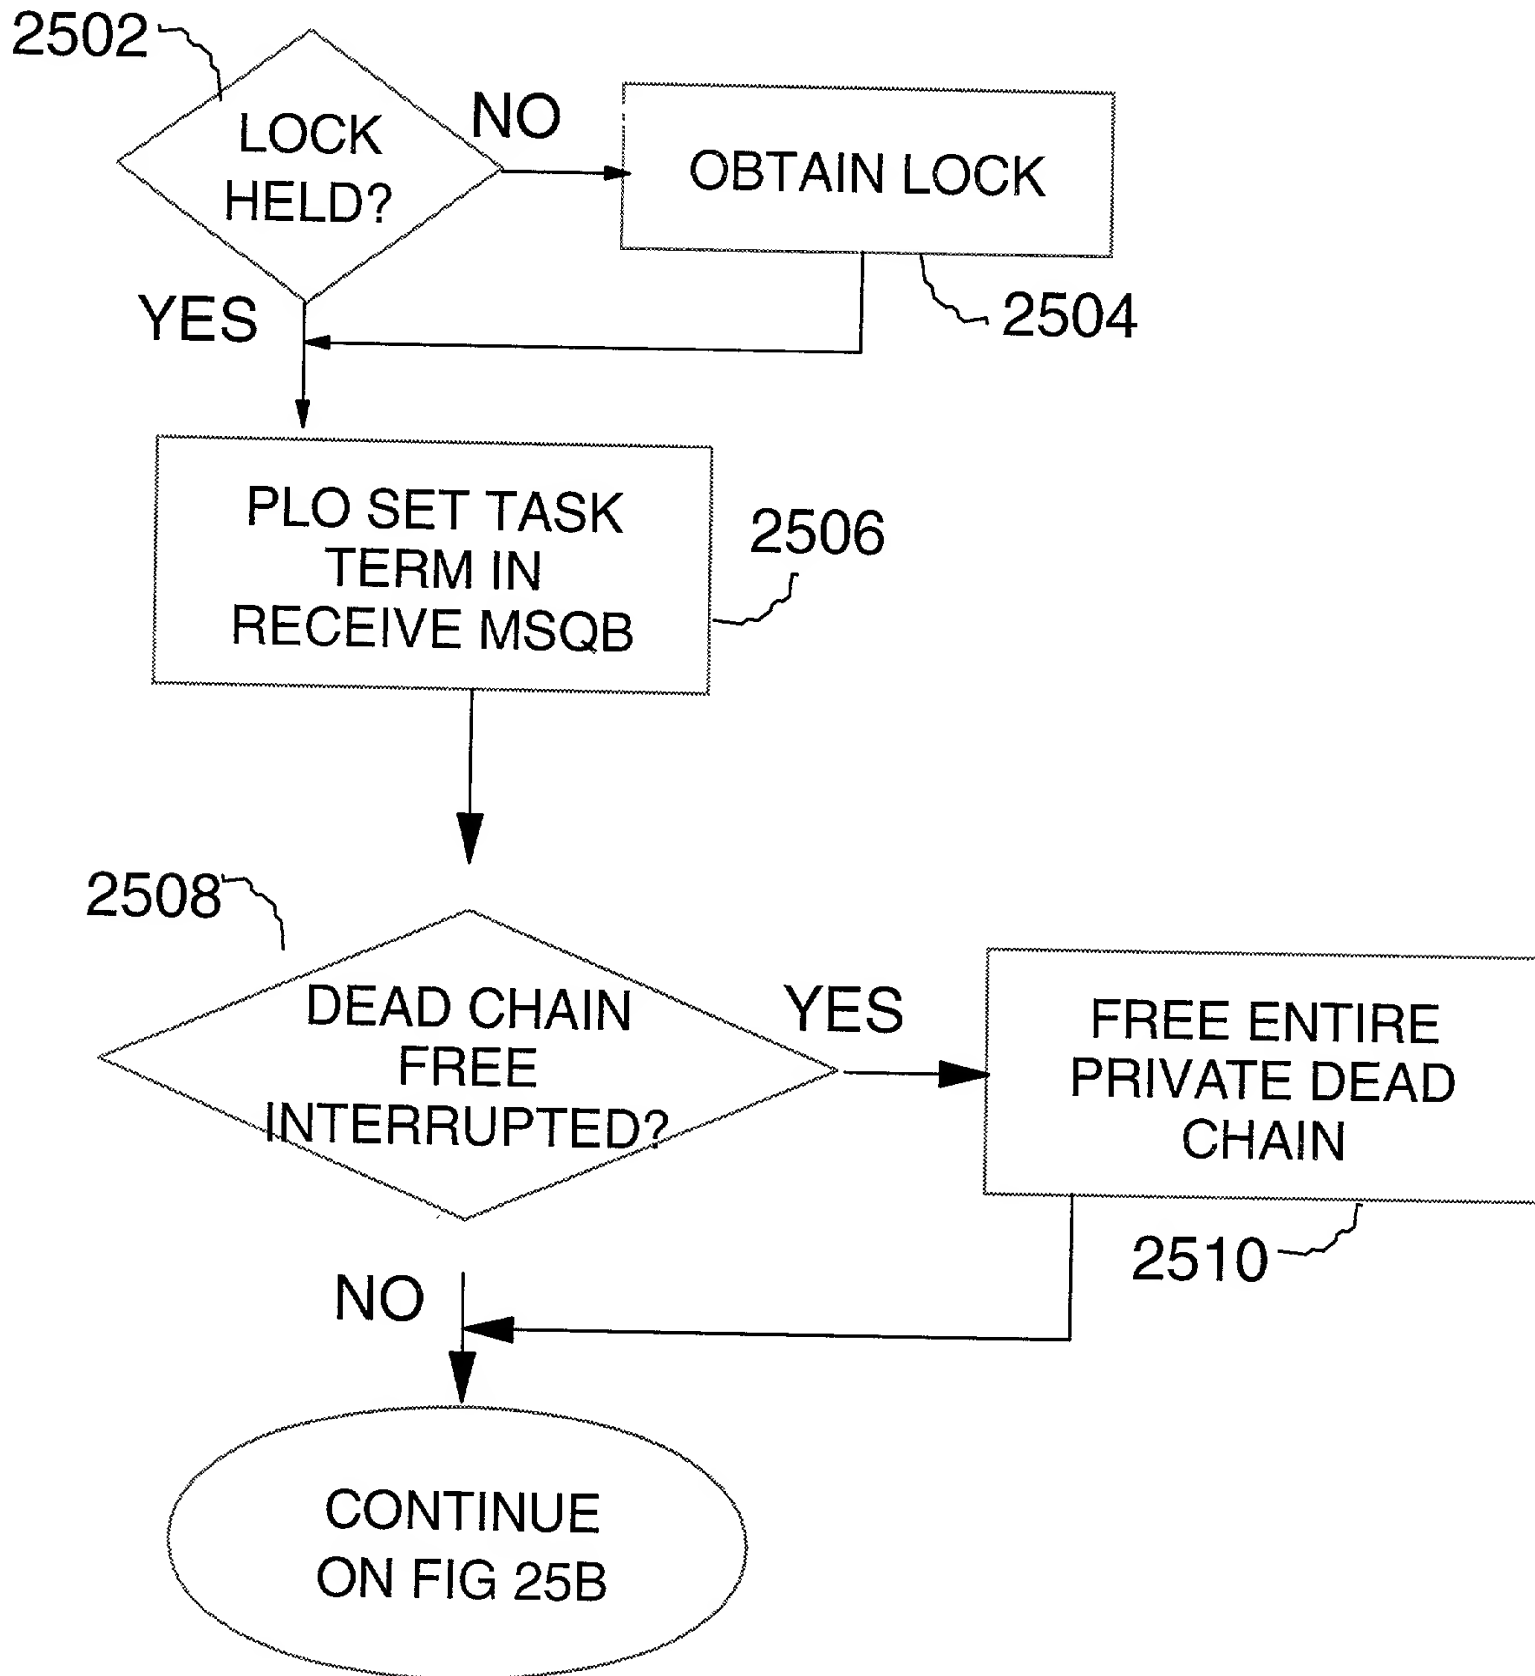 2502
LOCK
HELD?
NO
OBTAIN LOCK
YES
2504
PLO SET TASK
TERM IN
RECEIVE MSQB
2506
2508
DEAD CHAIN
FREE
INTERRUPTED?
YES
FREE ENTIRE
PRIVATE DEAD
CHAIN
2510
NO
CONTINUE
ON FIG 25B